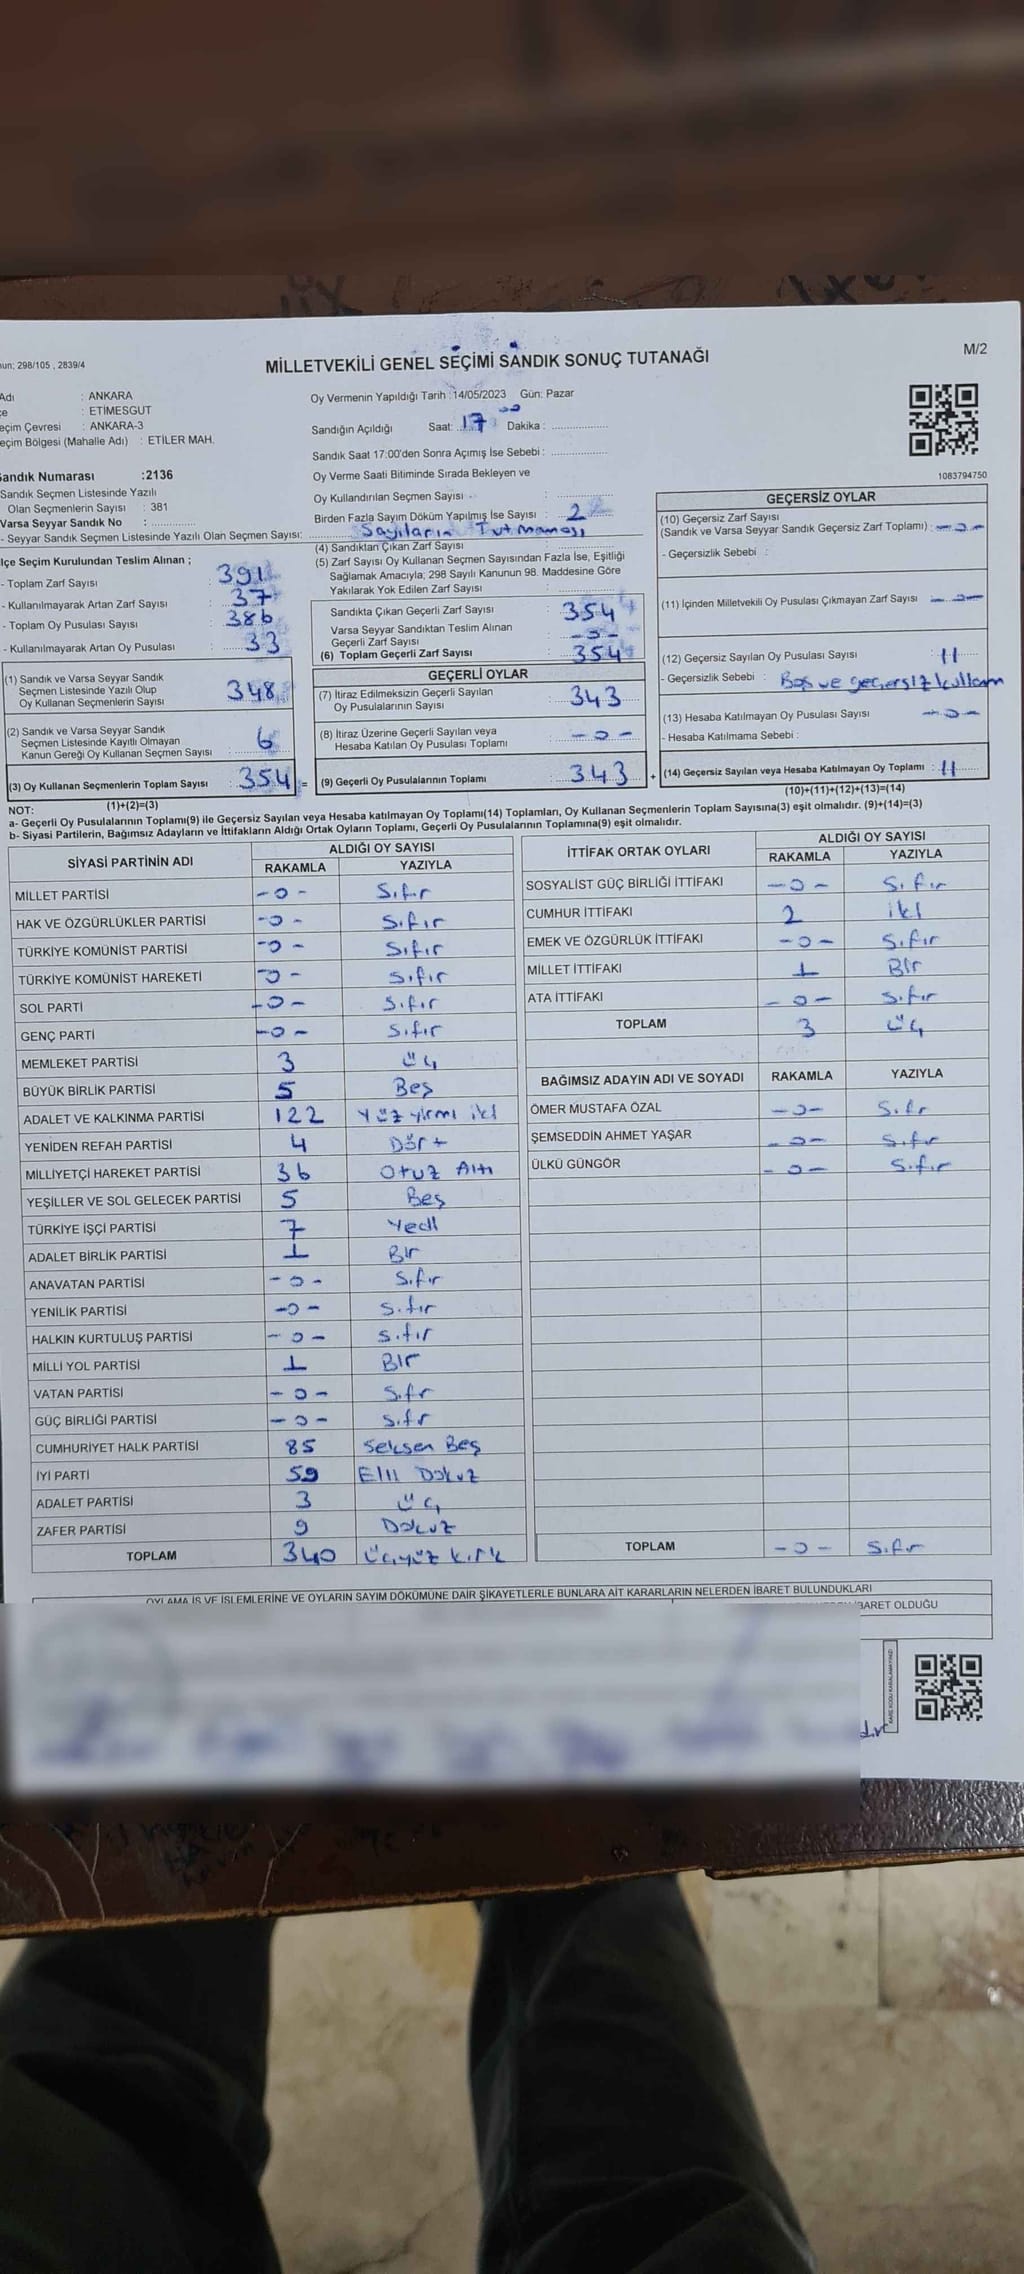 298/105 , 2839/4
MİLLETVEKİLİ GENEL SEÇİMİ SANDIK SONUÇ TUTANAĞI
M/2
Adı : ANKARA
: ETİMESGUT
Seçim Çevresi : ANKARA-3
Seçim Bölgesi (Mahalle Adı) : ETİLER MAH.
Sandık Numarası :2136
Sandık Seçmen Listesinde Yazılı
Olan Seçmenlerin Sayısı : 381
Varsa Seyyar Sandık No :
- Seyyar Sandık Seçmen Listesinde Yazılı Olan Seçmen Sayısı:
Oy Vermenin Yapıldığı Tarih :14/05/2023 Gün: Pazar
Sandığın Açıldığı Saat: 17 Dakika : 00
Sandık Saat 17:00'den Sonra Açımış İse Sebebi :
Oy Verme Saati Bitiminde Sırada Bekleyen ve
Oy Kullandırılan Seçmen Sayısı :
Birden Fazla Sayım Döküm Yapılmış İse Sayısı : 2
Sayıların Tutmaması
1083794750
İlçe Seçim Kurulundan Teslim Alınan ;
- Toplam Zarf Sayısı : 391
- Kullanılmayarak Artan Zarf Sayısı : 37
- Toplam Oy Pusulası Sayısı : 386
- Kullanılmayarak Artan Oy Pusulası : 33
(1) Sandık ve Varsa Seyyar Sandık
Seçmen Listesinde Yazılı Olup
Oy Kullanan Seçmenlerin Sayısı : 348
(2) Sandık ve Varsa Seyyar Sandık
Seçmen Listesinde Kayıtlı Olmayan
Kanun Gereği Oy Kullanan Seçmen Sayısı : 6
(3) Oy Kullanan Seçmenlerin Toplam Sayısı : 354 =
(1)+(2)=(3)
(4) Sandıktan Çıkan Zarf Sayısı :
(5) Zarf Sayısı Oy Kullanan Seçmen Sayısından Fazla İse, Eşitliği
Sağlamak Amacıyla; 298 Sayılı Kanunun 98. Maddesine Göre
Yakılarak Yok Edilen Zarf Sayısı :
Sandıkta Çıkan Geçerli Zarf Sayısı : 354
Varsa Seyyar Sandıktan Teslim Alınan
Geçerli Zarf Sayısı : -0-
(6) Toplam Geçerli Zarf Sayısı : 354
GEÇERLİ OYLAR
(7) İtiraz Edilmeksizin Geçerli Sayılan
Oy Pusulalarının Sayısı : 343
(8) İtiraz Üzerine Geçerli Sayılan veya
Hesaba Katılan Oy Pusulası Toplamı : -0-
(9) Geçerli Oy Pusulalarının Toplamı : 343 +
GEÇERSİZ OYLAR
(10) Geçersiz Zarf Sayısı
(Sandık ve Varsa Seyyar Sandık Geçersiz Zarf Toplamı) : -0-
- Geçersizlik Sebebi :
(11) İçinden Milletvekili Oy Pusulası Çıkmayan Zarf Sayısı : -0-
(12) Geçersiz Sayılan Oy Pusulası Sayısı : 11
- Geçersizlik Sebebi : Boş ve geçersiz kullanım
(13) Hesaba Katılmayan Oy Pusulası Sayısı : -0-
- Hesaba Katılmama Sebebi :
(14) Geçersiz Sayılan veya Hesaba Katılmayan Oy Toplamı : 11
(10)+(11)+(12)+(13)=(14)
NOT:
a- Geçerli Oy Pusulalarının Toplamı(9) ile Geçersiz Sayılan veya Hesaba katılmayan Oy Toplamı(14) Toplamları, Oy Kullanan Seçmenlerin Toplam Sayısına(3) eşit olmalıdır. (9)+(14)=(3)
b- Siyasi Partilerin, Bağımsız Adayların ve İttifakların Aldığı Ortak Oyların Toplamı, Geçerli Oy Pusulalarının Toplamına(9) eşit olmalıdır.
SİYASİ PARTİNİN ADI ALDIĞI OY SAYISI
RAKAMLA YAZIYLA
MİLLET PARTİSİ -0- Sıfır
HAK VE ÖZGÜRLÜKLER PARTİSİ -0- Sıfır
TÜRKİYE KOMÜNİST PARTİSİ -0- Sıfır
TÜRKİYE KOMÜNİST HAREKETİ -0- Sıfır
SOL PARTİ -0- Sıfır
GENÇ PARTİ -0- Sıfır
MEMLEKET PARTİSİ 3 üç
BÜYÜK BİRLİK PARTİSİ 5 Beş
ADALET VE KALKINMA PARTİSİ 122 Yüz yirmi iki
YENİDEN REFAH PARTİSİ 4 Dört
MİLLİYETÇİ HAREKET PARTİSİ 36 Otuz Altı
YEŞİLLER VE SOL GELECEK PARTİSİ 5 Beş
TÜRKİYE İŞÇİ PARTİSİ 7 Yedi
ADALET BİRLİK PARTİSİ 1 Bir
ANAVATAN PARTİSİ -0- Sıfır
YENİLİK PARTİSİ -0- Sıfır
HALKIN KURTULUŞ PARTİSİ -0- Sıfır
MİLLİ YOL PARTİSİ 1 Bir
VATAN PARTİSİ -0- Sıfır
GÜÇ BİRLİĞİ PARTİSİ -0- Sıfır
CUMHURİYET HALK PARTİSİ 85 Seksen Beş
İYİ PARTİ 59 Elli Dokuz
ADALET PARTİSİ 3 üç
ZAFER PARTİSİ 9 Dokuz
TOPLAM 340 üçyüz kırk
İTTİFAK ORTAK OYLARI ALDIĞI OY SAYISI
RAKAMLA YAZIYLA
SOSYALİST GÜÇ BİRLİĞİ İTTİFAKI -0- Sıfır
CUMHUR İTTİFAKI 2 iki
EMEK VE ÖZGÜRLÜK İTTİFAKI -0- Sıfır
MİLLET İTTİFAKI 1 Bir
ATA İTTİFAKI -0- Sıfır
TOPLAM 3 üç
BAĞIMSIZ ADAYIN ADI VE SOYADI RAKAMLA YAZIYLA
ÖMER MUSTAFA ÖZAL -0- Sıfır
ŞEMSEDDİN AHMET YAŞAR -0- Sıfır
ÜLKÜ GÜNGÖR -0- Sıfır
TOPLAM -0- Sıfır
OYLAMA İŞ VE İŞLEMLERİNE VE OYLARIN SAYIM DÖKÜMÜNE DAİR ŞİKAYETLERLE BUNLARA AİT KARARLARIN NELERDEN İBARET BULUNDUKLARI
İBARET OLDUĞU
KARE KODU KARALAMAYINIZ!